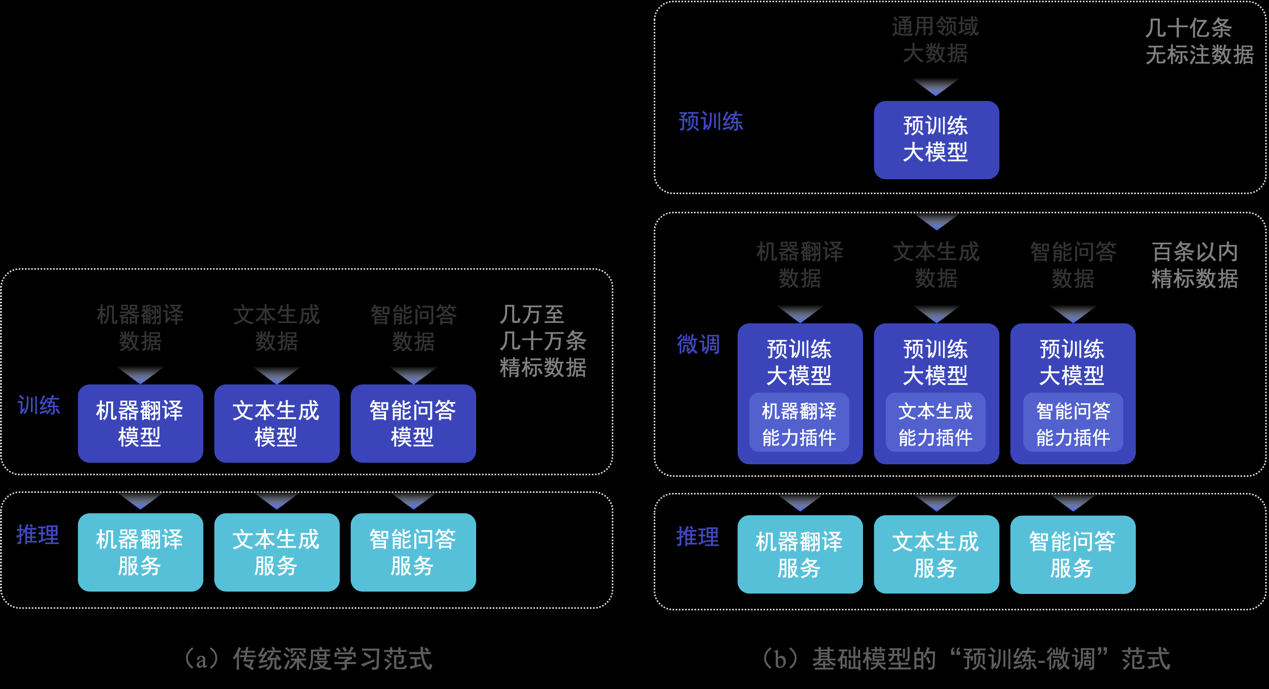 训练
机器翻译
数据
文本生成
数据
智能问答
数据
几万至
几十万条
精标数据
机器翻译
模型
文本生成
模型
智能问答
模型
推理
机器翻译
服务
文本生成
服务
智能问答
服务
（a）传统深度学习范式
预训练
通用领域
大数据
几十亿条
无标注数据
预训练
大模型
微调
机器翻译
数据
文本生成
数据
智能问答
数据
百条以内
精标数据
预训练
大模型
机器翻译
能力插件
预训练
大模型
文本生成
能力插件
预训练
大模型
智能问答
能力插件
推理
机器翻译
服务
文本生成
服务
智能问答
服务
（b）基础模型的“预训练-微调”范式